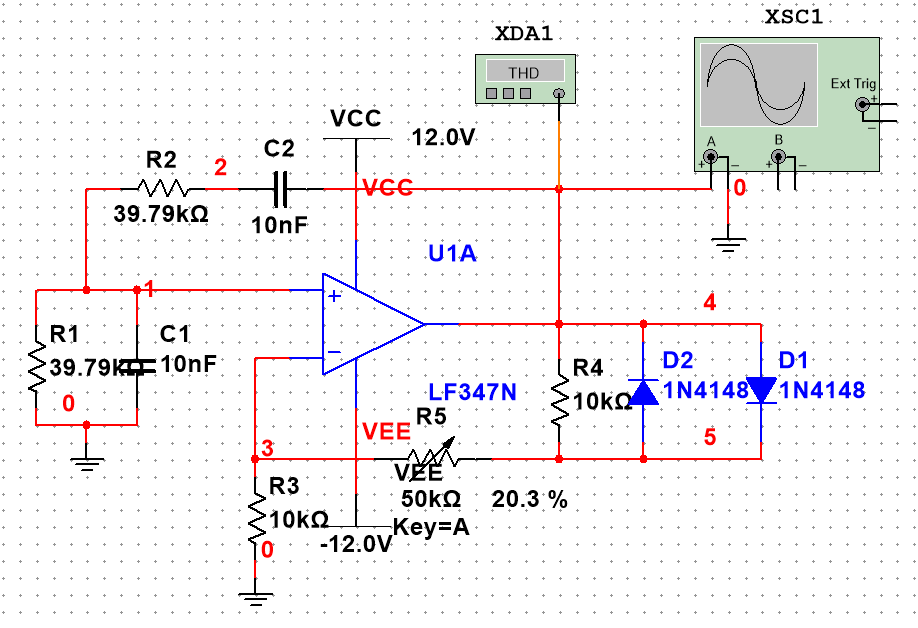 XSC1
XDA1
THD
Ext Trig
+
−
A
B
+ −
+ −
0
VCC
12.0V
VCC
R2
39.79kΩ
2
C2
10nF
U1A
1
+
−
LF347N
4
R1
39.79kΩ
C1
10nF
0
R4
10kΩ
D2
1N4148
D1
1N4148
5
VEE
R5
3
VEE
50kΩ
20.3 %
Key=A
R3
10kΩ
-12.0V
0